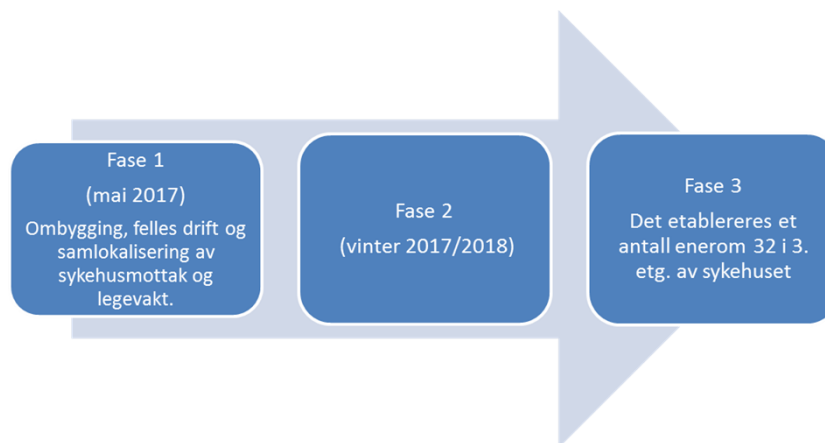 Fase 1
(mai 2017)
Ombygging, felles drift og
samlokalisering av
sykehusmottak og
legevakt.
Fase 2
(vinter 2017/2018)
Fase 3
Det etablereres et
antall enerom 32 i 3.
etg. av sykehuset